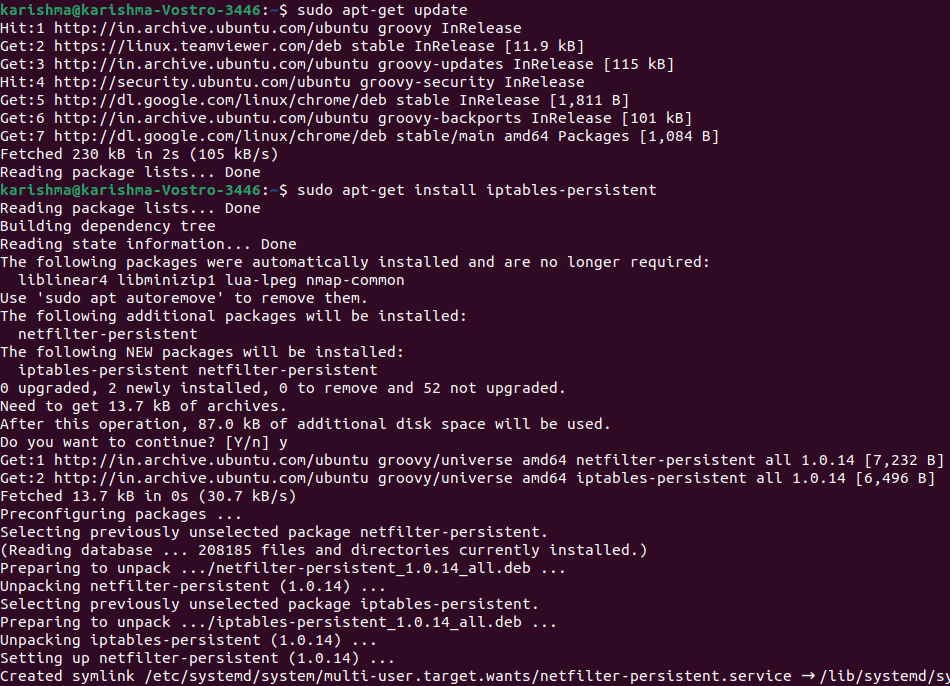 karishma@karishma-Vostro-3446:~$ sudo apt-get update
Hit:1 http://in.archive.ubuntu.com/ubuntu groovy InRelease
Get:2 https://linux.teamviewer.com/deb stable InRelease [11.9 kB]
Get:3 http://in.archive.ubuntu.com/ubuntu groovy-updates InRelease [115 kB]
Hit:4 http://security.ubuntu.com/ubuntu groovy-security InRelease
Get:5 http://dl.google.com/linux/chrome/deb stable InRelease [1,811 B]
Get:6 http://in.archive.ubuntu.com/ubuntu groovy-backports InRelease [101 kB]
Get:7 http://dl.google.com/linux/chrome/deb stable/main amd64 Packages [1,084 B]
Fetched 230 kB in 2s (105 kB/s)
Reading package lists... Done
karishma@karishma-Vostro-3446:~$ sudo apt-get install iptables-persistent
Reading package lists... Done
Building dependency tree
Reading state information... Done
The following packages were automatically installed and are no longer required:
  liblinear4 libminizip1 lua-lpeg nmap-common
Use 'sudo apt autoremove' to remove them.
The following additional packages will be installed:
  netfilter-persistent
The following NEW packages will be installed:
  iptables-persistent netfilter-persistent
0 upgraded, 2 newly installed, 0 to remove and 52 not upgraded.
Need to get 13.7 kB of archives.
After this operation, 87.0 kB of additional disk space will be used.
Do you want to continue? [Y/n] y
Get:1 http://in.archive.ubuntu.com/ubuntu groovy/universe amd64 netfilter-persistent all 1.0.14 [7,232 B]
Get:2 http://in.archive.ubuntu.com/ubuntu groovy/universe amd64 iptables-persistent all 1.0.14 [6,496 B]
Fetched 13.7 kB in 0s (30.7 kB/s)
Preconfiguring packages ...
Selecting previously unselected package netfilter-persistent.
(Reading database ... 208185 files and directories currently installed.)
Preparing to unpack .../netfilter-persistent_1.0.14_all.deb ...
Unpacking netfilter-persistent (1.0.14) ...
Selecting previously unselected package iptables-persistent.
Preparing to unpack .../iptables-persistent_1.0.14_all.deb ...
Unpacking iptables-persistent (1.0.14) ...
Setting up netfilter-persistent (1.0.14) ...
Created symlink /etc/systemd/system/multi-user.target.wants/netfilter-persistent.service → /lib/systemd/sy